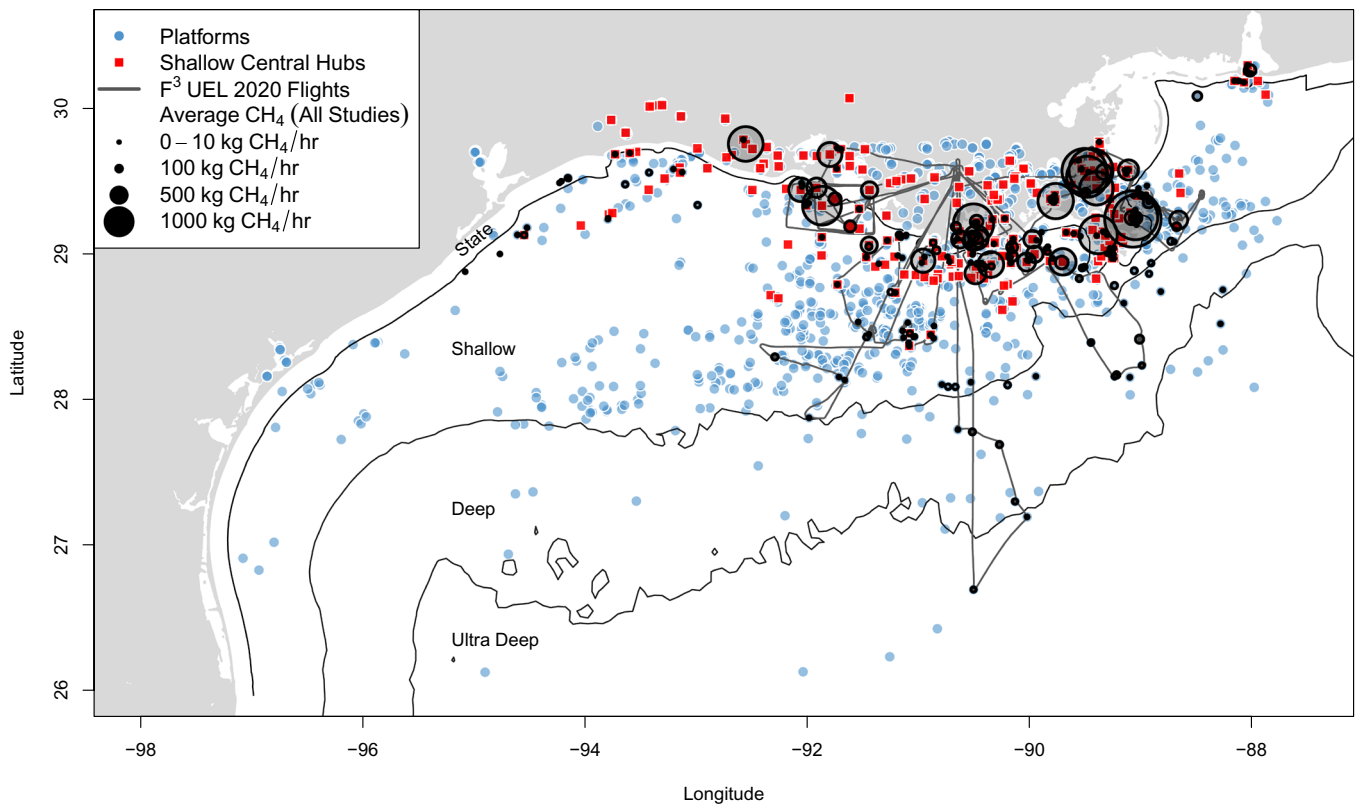 Platforms
Shallow Central Hubs
F³ UEL 2020 Flights
Average CH₄ (All Studies)
0 – 10 kg CH₄/hr
100 kg CH₄/hr
500 kg CH₄/hr
1000 kg CH₄/hr
State
Shallow
Deep
Ultra Deep
30
29
28
27
26
Latitude
−98
−96
−94
−92
−90
−88
Longitude